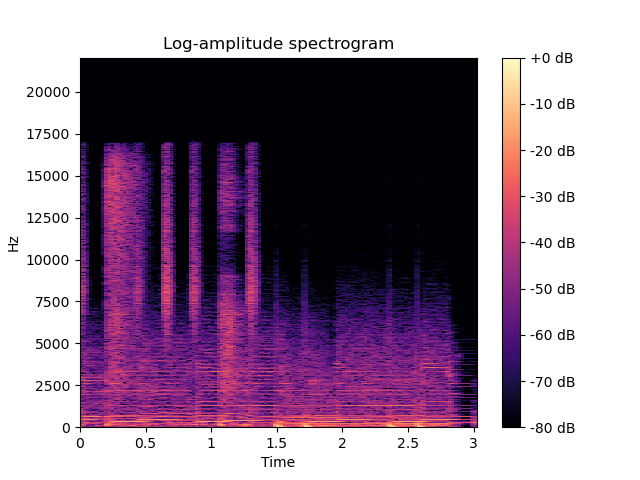 Log-amplitude spectrogram
+0 dB
-10 dB
-20 dB
-30 dB
-40 dB
-50 dB
-60 dB
-70 dB
-80 dB
20000
17500
15000
12500
10000
7500
5000
2500
0
Hz
0 0.5 1 1.5 2 2.5 3
Time